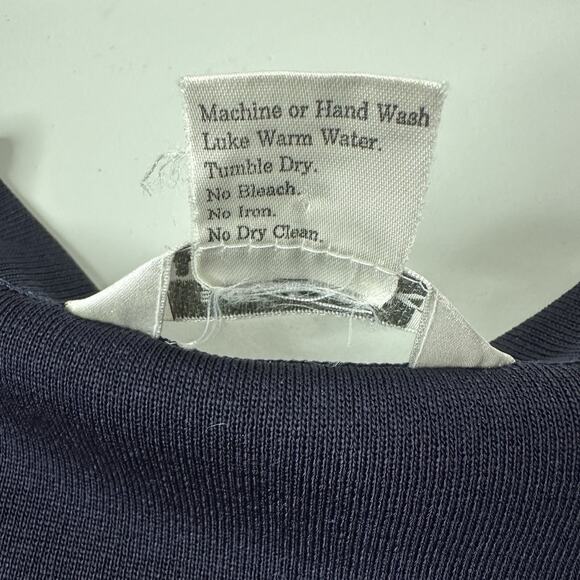 Machine or Hand Wash
Luke Warm Water.
Tumble Dry.
No Bleach.
No Iron.
No Dry Clean.